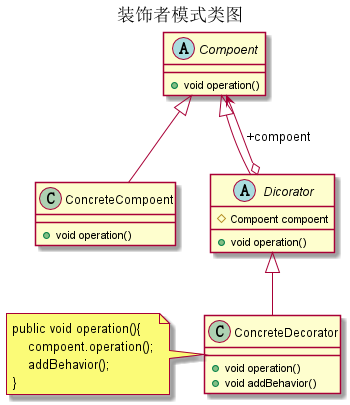 装饰者模式类图
A Compoent
void operation()
+compoent
C ConcreteCompoent
void operation()
A Dicorator
Compoent compoent
void operation()
C ConcreteDecorator
void operation()
void addBehavior()
public void operation(){
compoent.operation();
addBehavior();
}